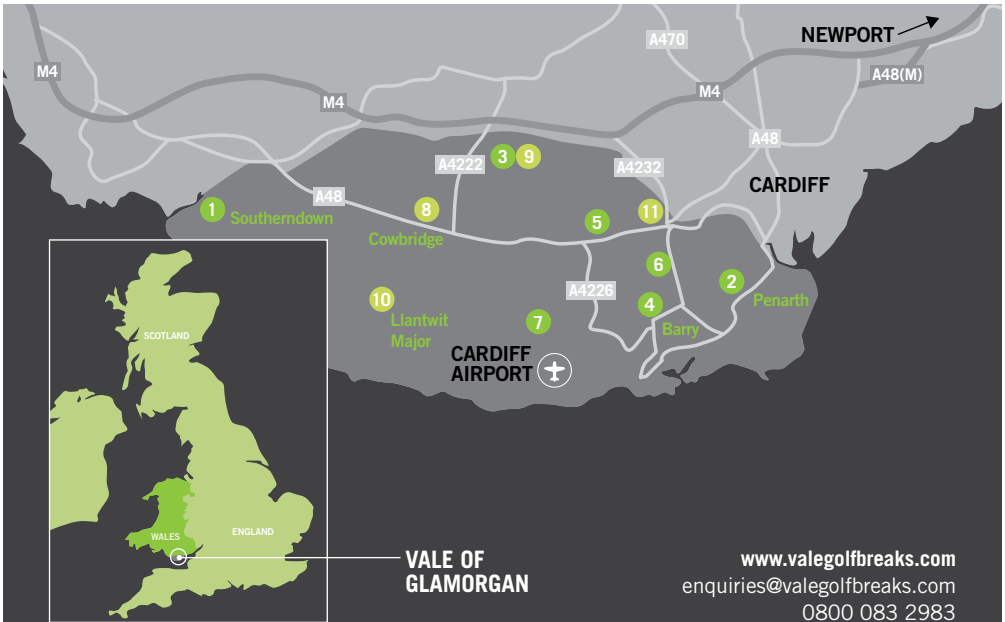 NEWPORT
A470
A48(M)
M4
M4
M4
A48
A4222
3
9
A4232
CARDIFF
A48
1
Southerndown
8
5
11
Cowbridge
6
2
A4226
Penarth
10
4
Llantwit
Major
7
Barry
CARDIFF
AIRPORT
SCOTLAND
ENGLAND
WALES
VALE OF
GLAMORGAN
www.valegolfbreaks.com
enquiries@valegolfbreaks.com
0800 083 2983